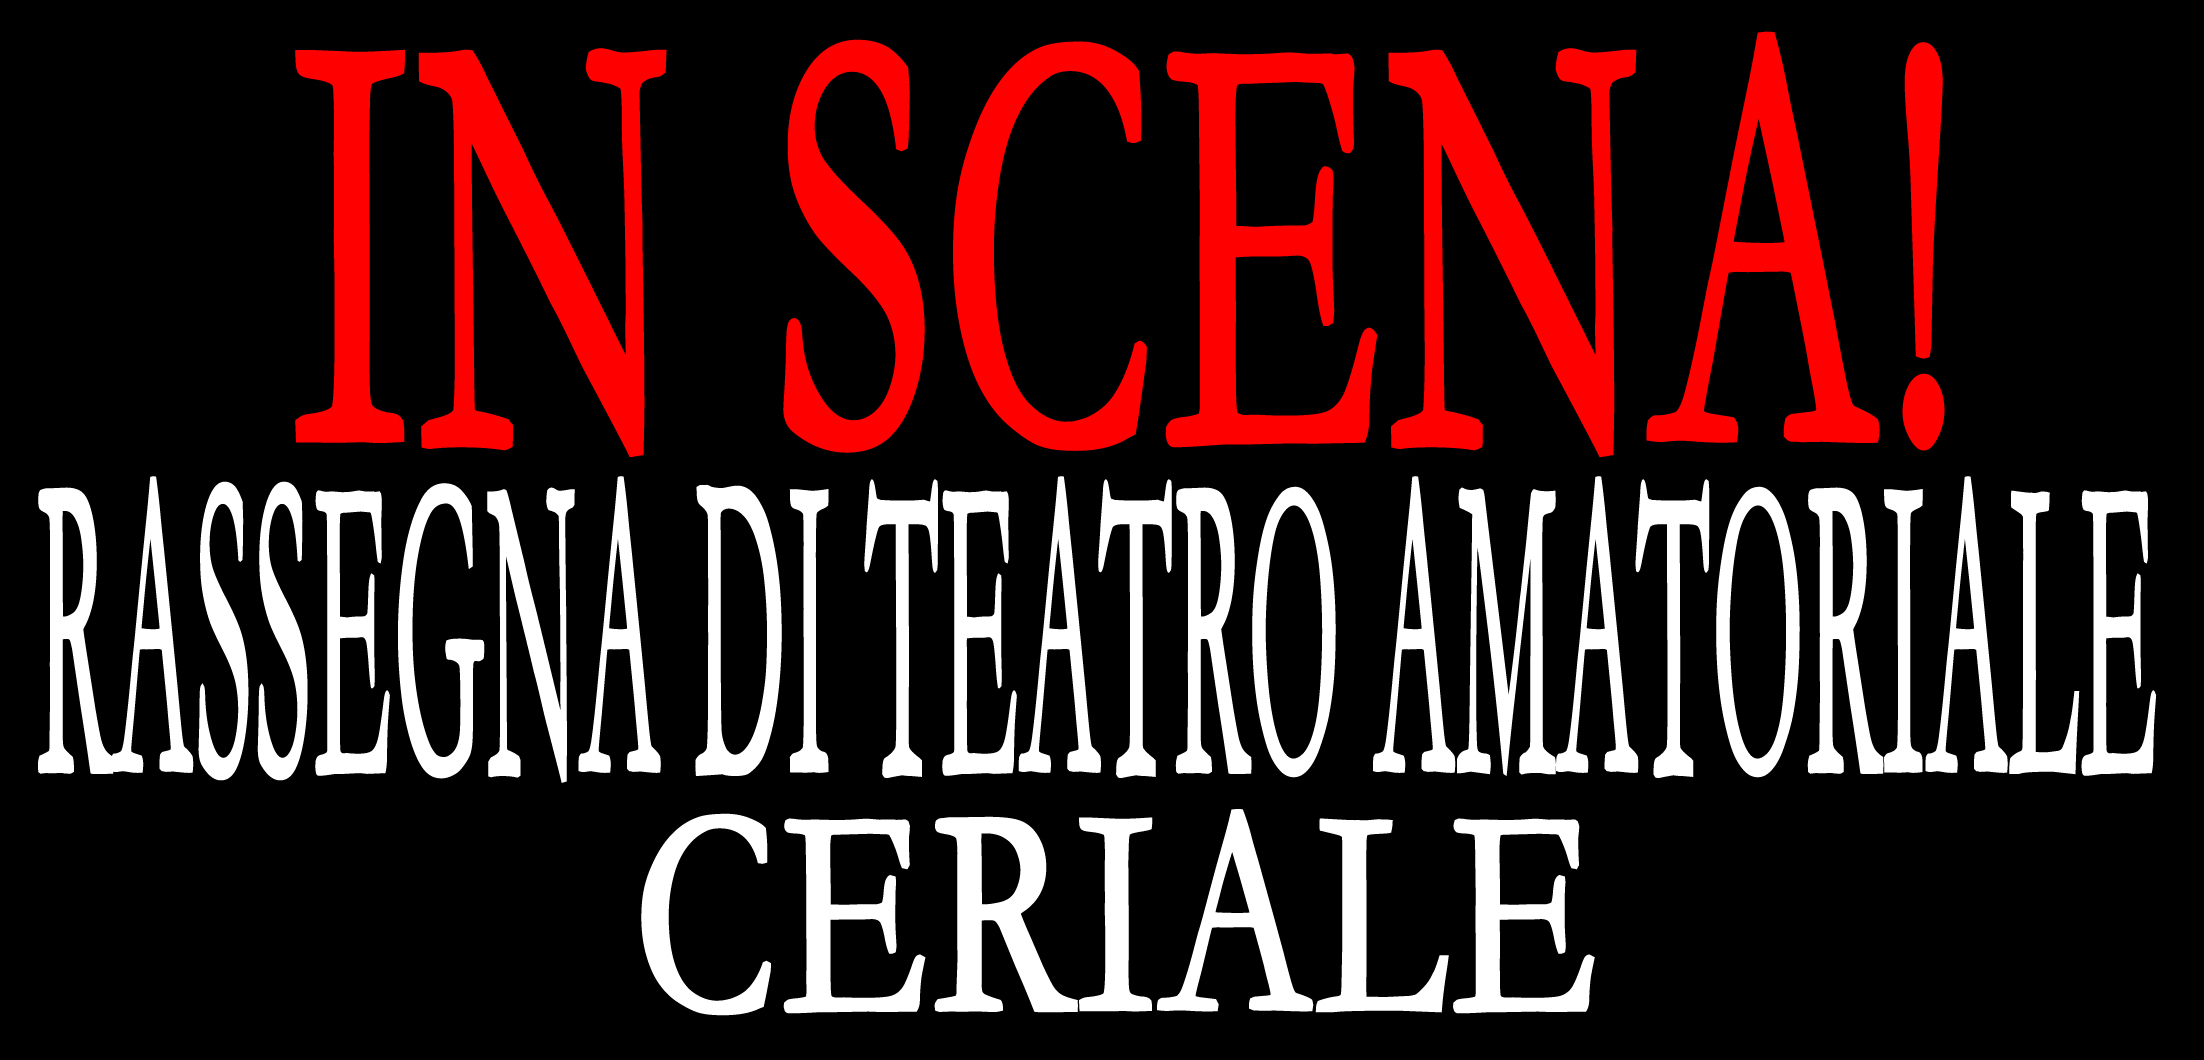 IN SCENA!
RASSEGNA DI TEATRO AMATORIALE
CERIALE